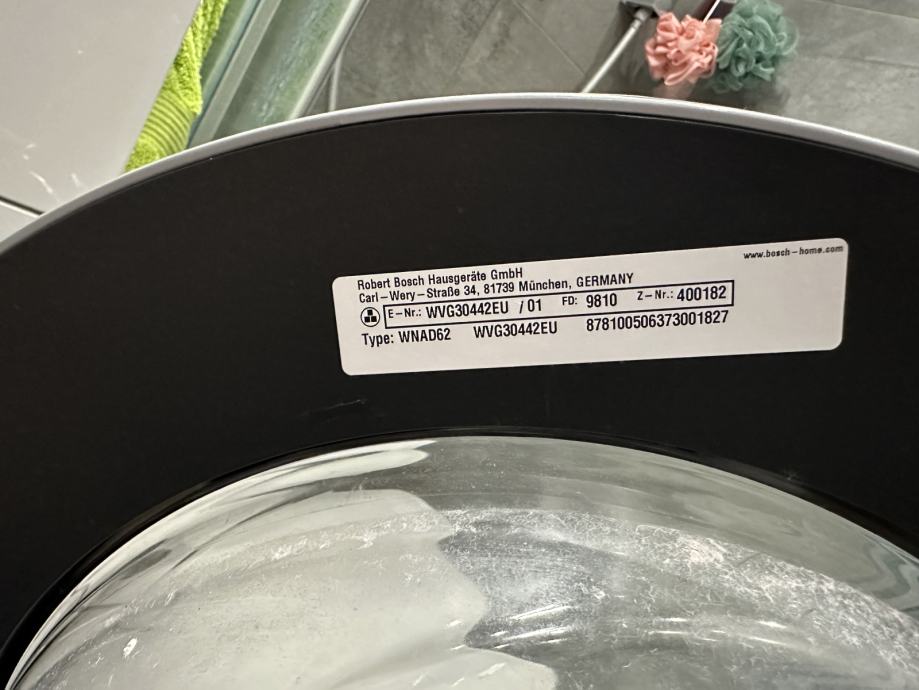 www.bosch-home.com
Robert Bosch Hausgeräte GmbH
Carl-Wery-Straße 34, 81739 München, GERMANY
E-Nr.: WVG30442EU /01 FD: 9810 Z-Nr.: 400182
Type: WNAD62 WVG30442EU 878100506373001827